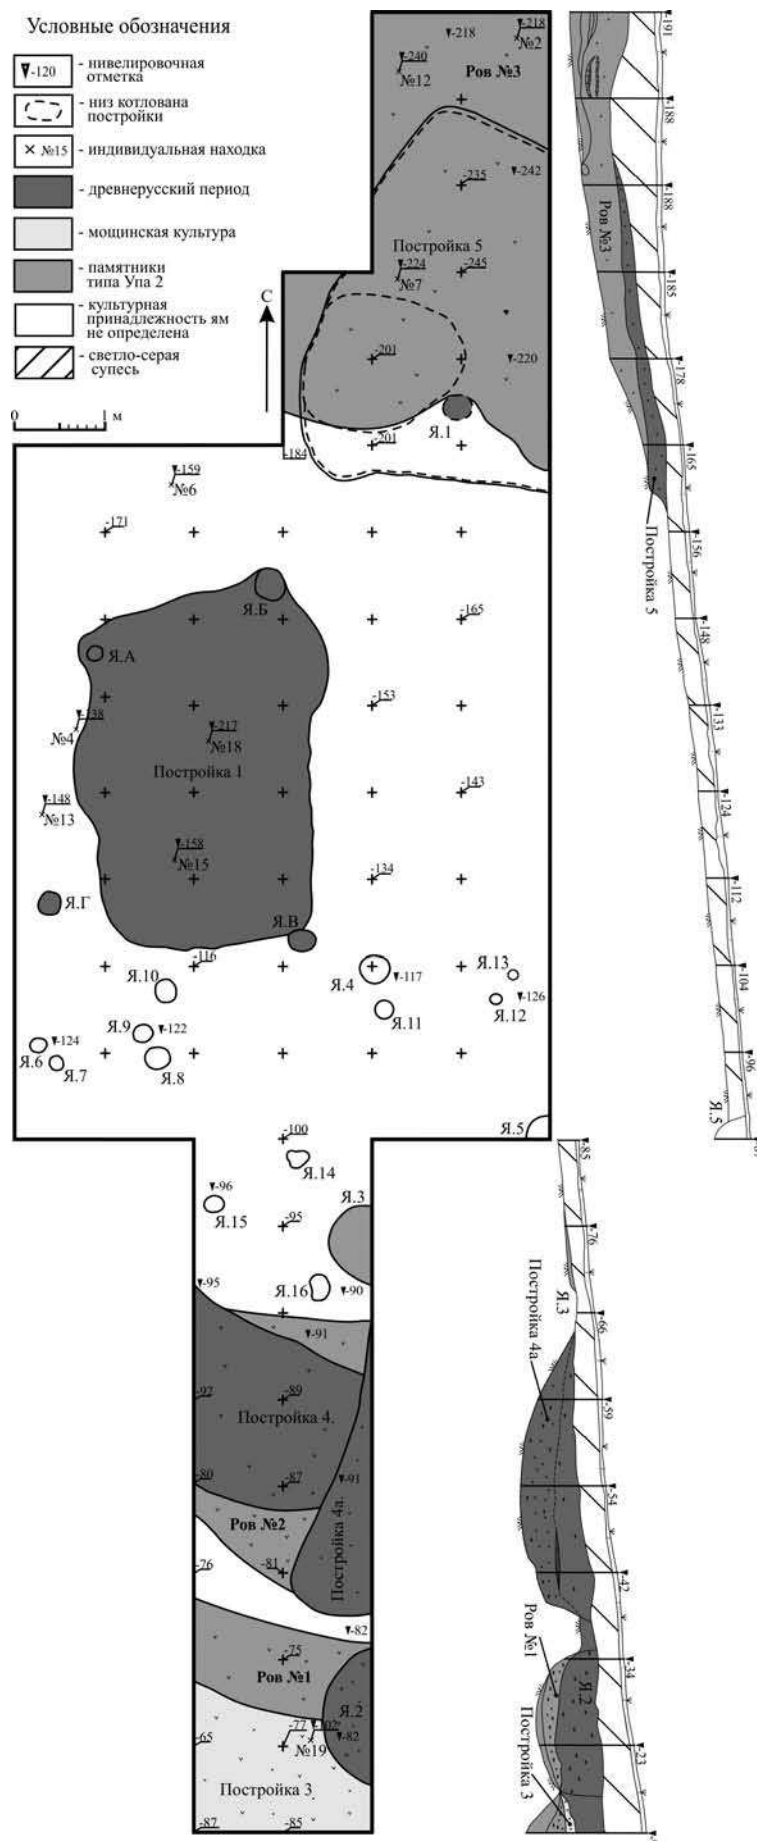 Условные обозначения
-120
- нивелировочная
отметка
- низ котлована
постройки
№15
- индивидуальная находка
- древнерусский период
- мощинская культура
- памятники
типа Упа 2
- культурная
принадлежность ям
не определена
- светло-серая
супесь
0 1 м
С
-218
-218
№2
-240
№12
Ров №3
-235
-242
Постройка 5
-224
№7
-245
-201
-220
Я.1
-201
-184
-159
№6
-171
Я.Б
-165
Я.А
-138
№4
-217
№18
-153
Постройка 1
-148
№13
-143
-158
№15
-134
Я.Г
Я.В
-116
Я.10
Я.4
-117
Я.13
Я.12
-126
Я.11
Я.9
-122
-124
Я.6
Я.7
Я.8
Я.5
-100
Я.14
-96
Я.15
Я.3
-95
Я.16
-95
-90
-91
-89
Постройка 4.
-80
-87
-91
Постройка 4а.
Ров №2
-76
-81
-82
-75
Ров №1
Я.2
-65
-77
-102
№19
-82
Постройка 3
-87
-85
-191
-188
-188
Ров №3
-185
-178
-165
-156
Постройка 5
-148
-133
-124
-112
-104
-96
Я.5
-85
-76
Я.3
-66
Постройка 4а
-59
-54
-42
Ров №1
-34
Я.2
-23
Постройка 3